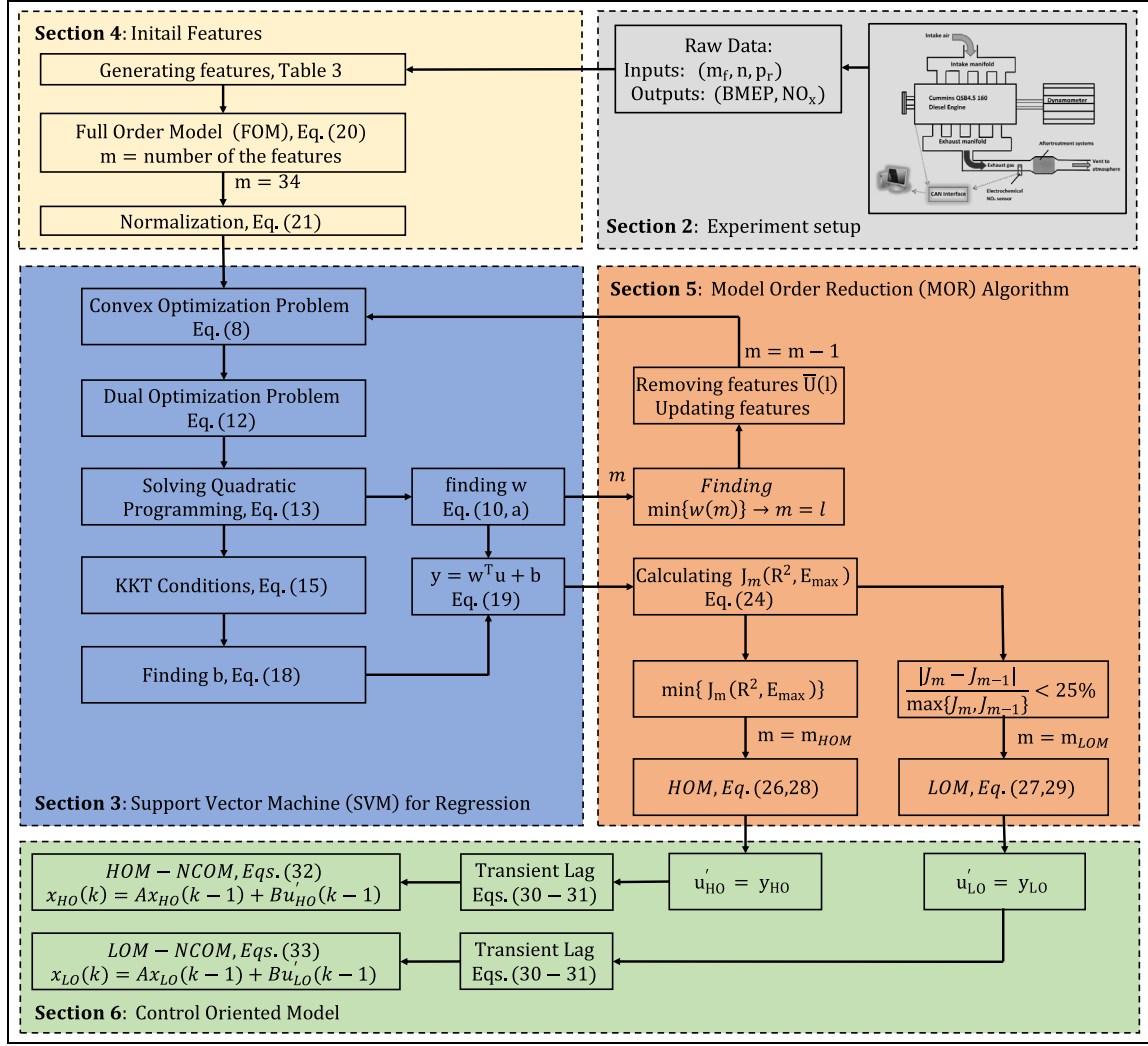 Section 4: Initail Features
Generating features, Table 3
Full Order Model (FOM), Eq. (20)
m = number of the features
m = 34
Normalization, Eq. (21)
Raw Data:
Inputs: (m_f, n, p_r)
Outputs: (BMEP, NO_x)
Intake air
Intake manifold
Cummins QSB4.5 160
Diesel Engine
Dynamometer
Exhaust manifold
Aftertreatment systems
Exhaust gas
Vent to
atmosphere
CAN Interface
Electrochemical
NOₓ sensor
Section 2: Experiment setup
Convex Optimization Problem
Eq. (8)
Dual Optimization Problem
Eq. (12)
Solving Quadratic
Programming, Eq. (13)
finding w
Eq. (10, a)
KKT Conditions, Eq. (15)
y = w^T u + b
Eq. (19)
Finding b, Eq. (18)
Section 3: Support Vector Machine (SVM) for Regression
Section 5: Model Order Reduction (MOR) Algorithm
m = m − 1
Removing features U̅(l)
Updating features
m
Finding
min{w(m)} → m = l
Calculating J_m(R², E_max)
Eq. (24)
min{ J_m(R², E_max)}
|J_m − J_{m−1}|
max{J_m, J_{m−1}}
< 25%
m = m_HOM
m = m_LOM
HOM, Eq. (26,28)
LOM, Eq. (27,29)
HOM − NCOM, Eqs. (32)
x_HO(k) = Ax_HO(k − 1) + Bu'_HO(k − 1)
Transient Lag
Eqs. (30 − 31)
u'_HO = y_HO
u'_LO = y_LO
LOM − NCOM, Eqs. (33)
x_LO(k) = Ax_LO(k − 1) + Bu'_LO(k − 1)
Transient Lag
Eqs. (30 − 31)
Section 6: Control Oriented Model